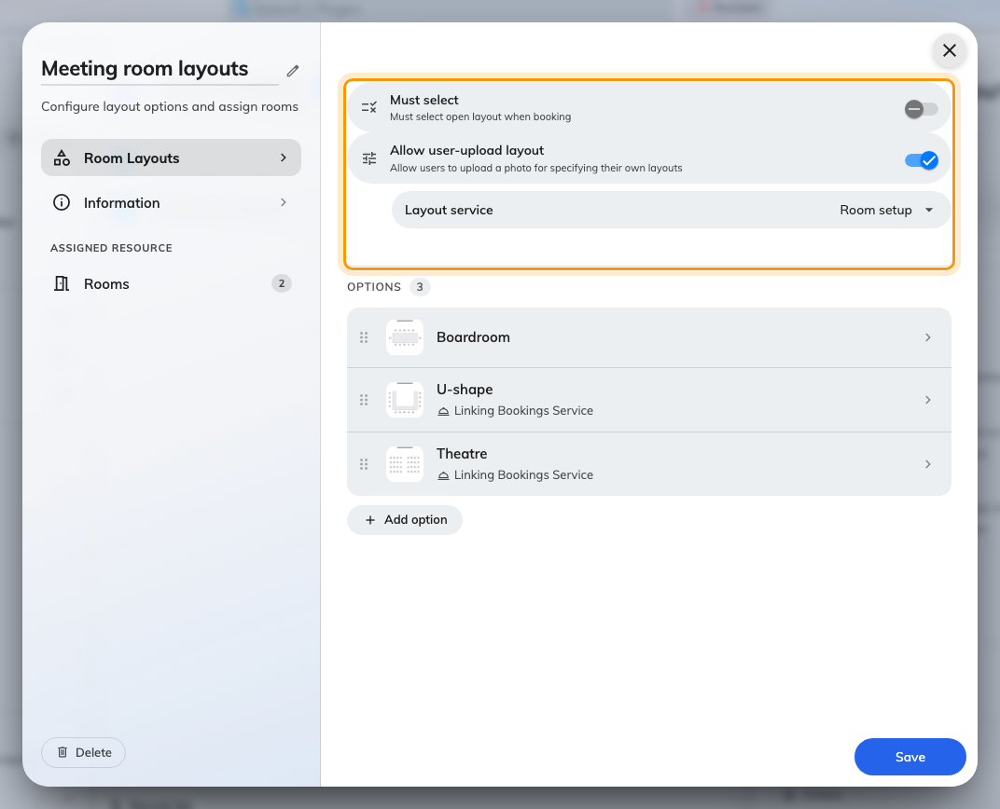 Meeting room layouts
Configure layout options and assign rooms
Room Layouts
Information
ASSIGNED RESOURCE
Rooms
2
Delete
Must select
Must select open layout when booking
Allow user-upload layout
Allow users to upload a photo for specifying their own layouts
Layout service
Room setup
OPTIONS 3
Boardroom
U-shape
Linking Bookings Service
Theatre
Linking Bookings Service
Add option
Save